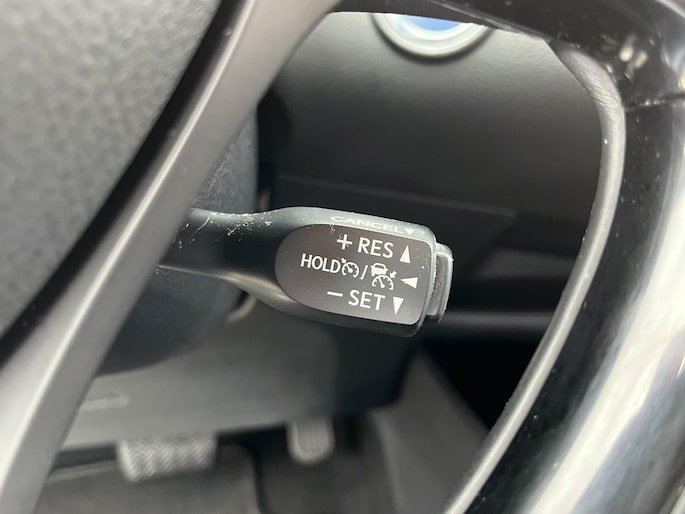 CANCEL▼
+ RES ▲
HOLD / ◀
− SET ▼